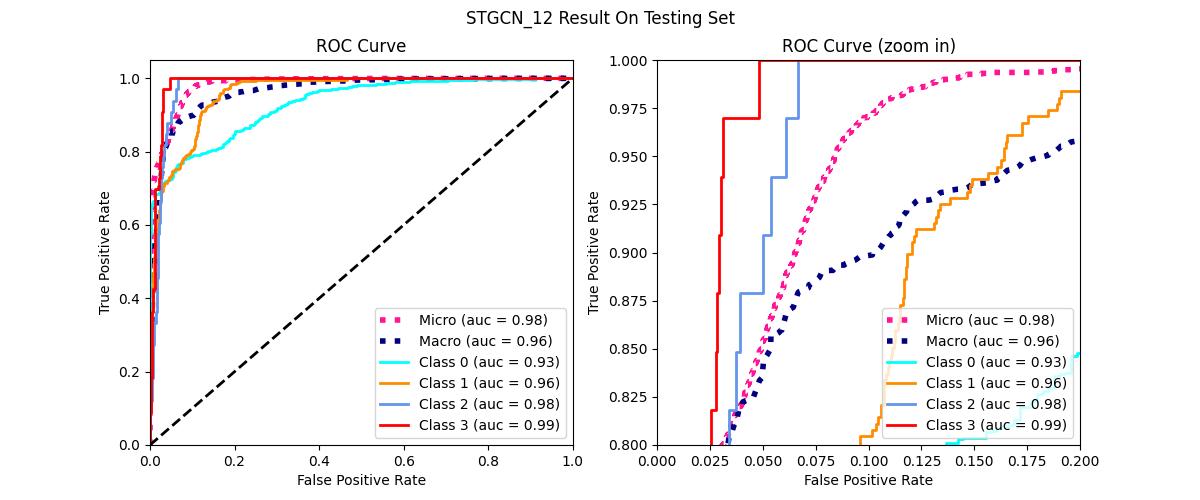 STGCN_12 Result On Testing Set
ROC Curve
True Positive Rate
1.0
0.8
0.6
0.4
0.2
0.0
0.0 0.2 0.4 0.6 0.8 1.0
False Positive Rate
Micro (auc = 0.98)
Macro (auc = 0.96)
Class 0 (auc = 0.93)
Class 1 (auc = 0.96)
Class 2 (auc = 0.98)
Class 3 (auc = 0.99)
ROC Curve (zoom in)
True Positive Rate
1.000
0.975
0.950
0.925
0.900
0.875
0.850
0.825
0.800
0.000 0.025 0.050 0.075 0.100 0.125 0.150 0.175 0.200
False Positive Rate
Micro (auc = 0.98)
Macro (auc = 0.96)
Class 0 (auc = 0.93)
Class 1 (auc = 0.96)
Class 2 (auc = 0.98)
Class 3 (auc = 0.99)